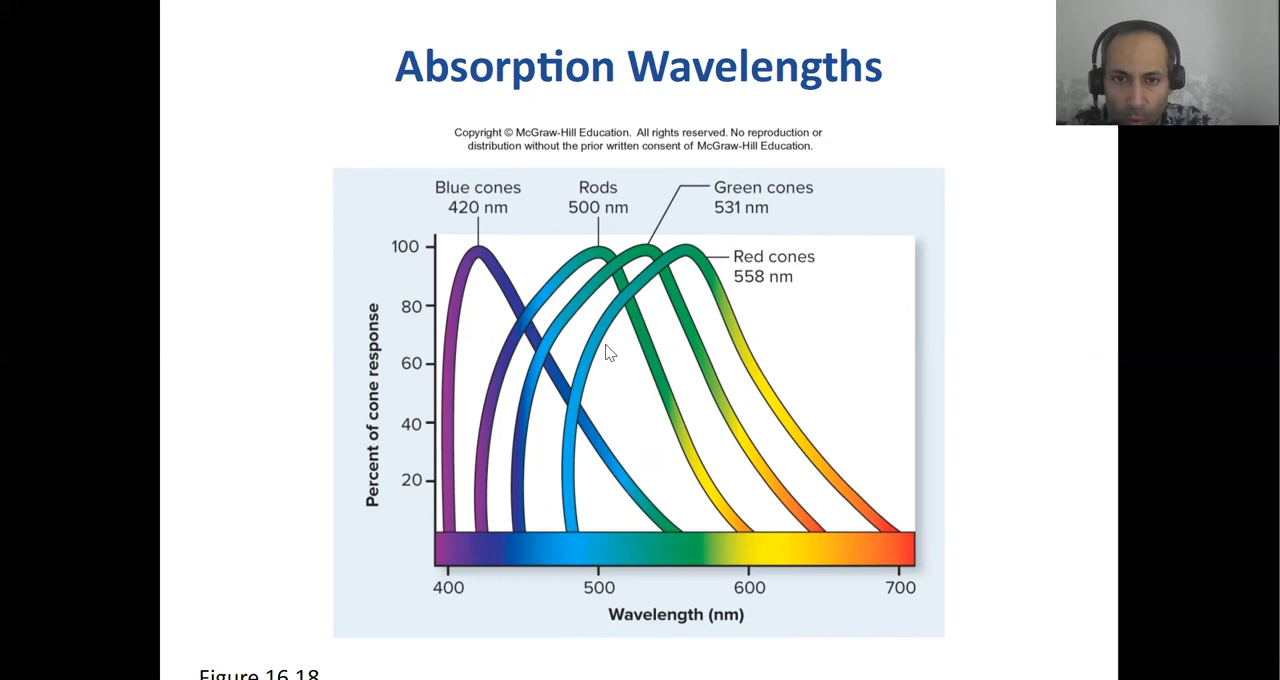 Absorption Wavelengths
Copyright © McGraw-Hill Education. All rights reserved. No reproduction or
distribution without the prior written consent of McGraw-Hill Education.
Blue cones
420 nm
Rods
500 nm
Green cones
531 nm
Red cones
558 nm
Percent of cone response
100
80
60
40
20
400
500
600
700
Wavelength (nm)
Figure 16.18